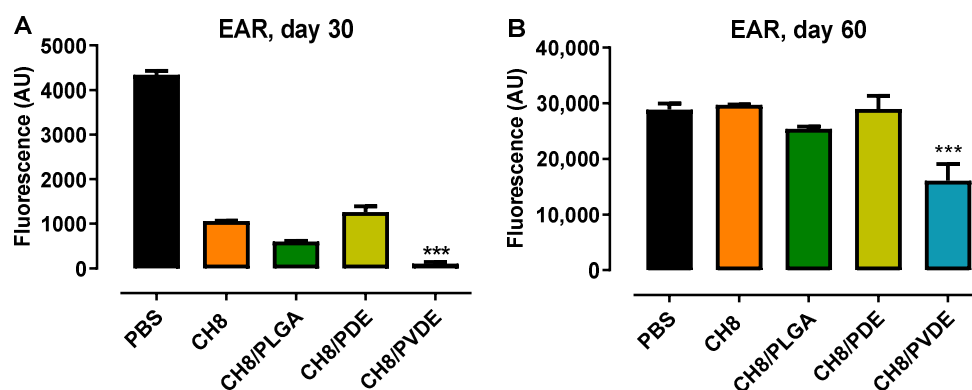 A
EAR, day 30
Fluorescence (AU)
5000
4000
3000
2000
1000
0
***
PBS
CH8
CH8/PLGA
CH8/PDE
CH8/PVDE
B
EAR, day 60
Fluorescence (AU)
40,000
30,000
20,000
10,000
0
***
PBS
CH8
CH8/PLGA
CH8/PDE
CH8/PVDE